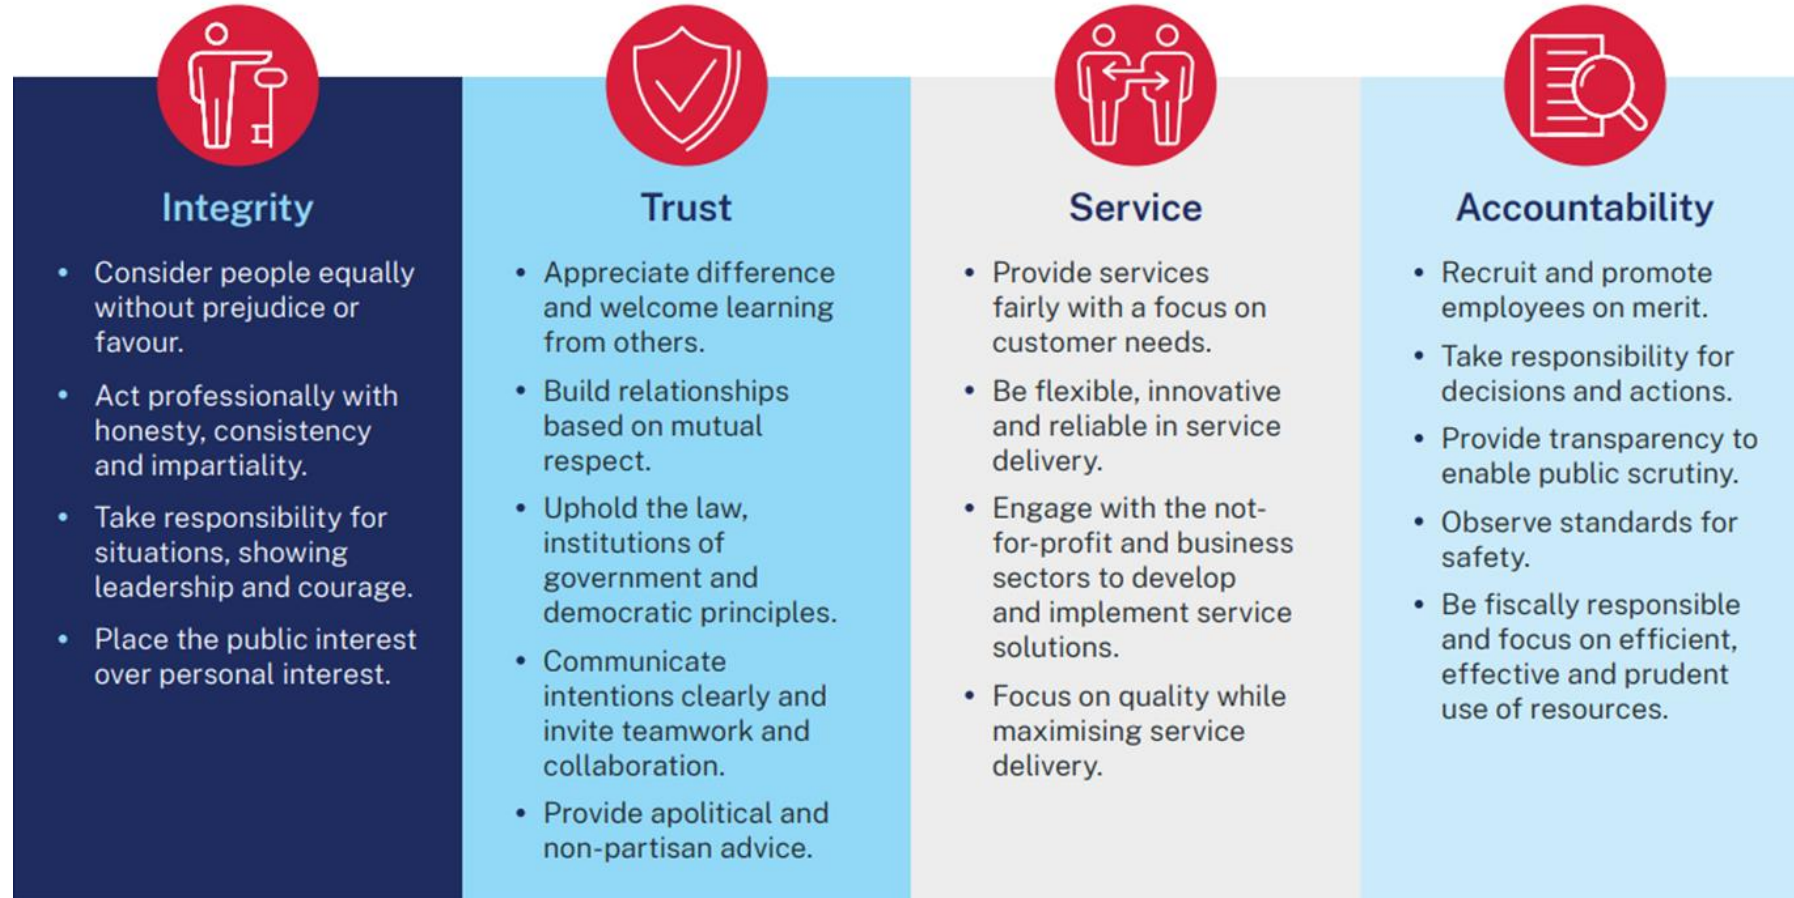 Integrity
• Consider people equally
without prejudice or
favour.
• Act professionally with
honesty, consistency
and impartiality.
• Take responsibility for
situations, showing
leadership and courage.
• Place the public interest
over personal interest.
Trust
• Appreciate difference
and welcome learning
from others.
• Build relationships
based on mutual
respect.
• Uphold the law,
institutions of
government and
democratic principles.
• Communicate
intentions clearly and
invite teamwork and
collaboration.
• Provide apolitical and
non-partisan advice.
Service
• Provide services
fairly with a focus on
customer needs.
• Be flexible, innovative
and reliable in service
delivery.
• Engage with the not-
for-profit and business
sectors to develop
and implement service
solutions.
• Focus on quality while
maximising service
delivery.
Accountability
• Recruit and promote
employees on merit.
• Take responsibility for
decisions and actions.
• Provide transparency to
enable public scrutiny.
• Observe standards for
safety.
• Be fiscally responsible
and focus on efficient,
effective and prudent
use of resources.